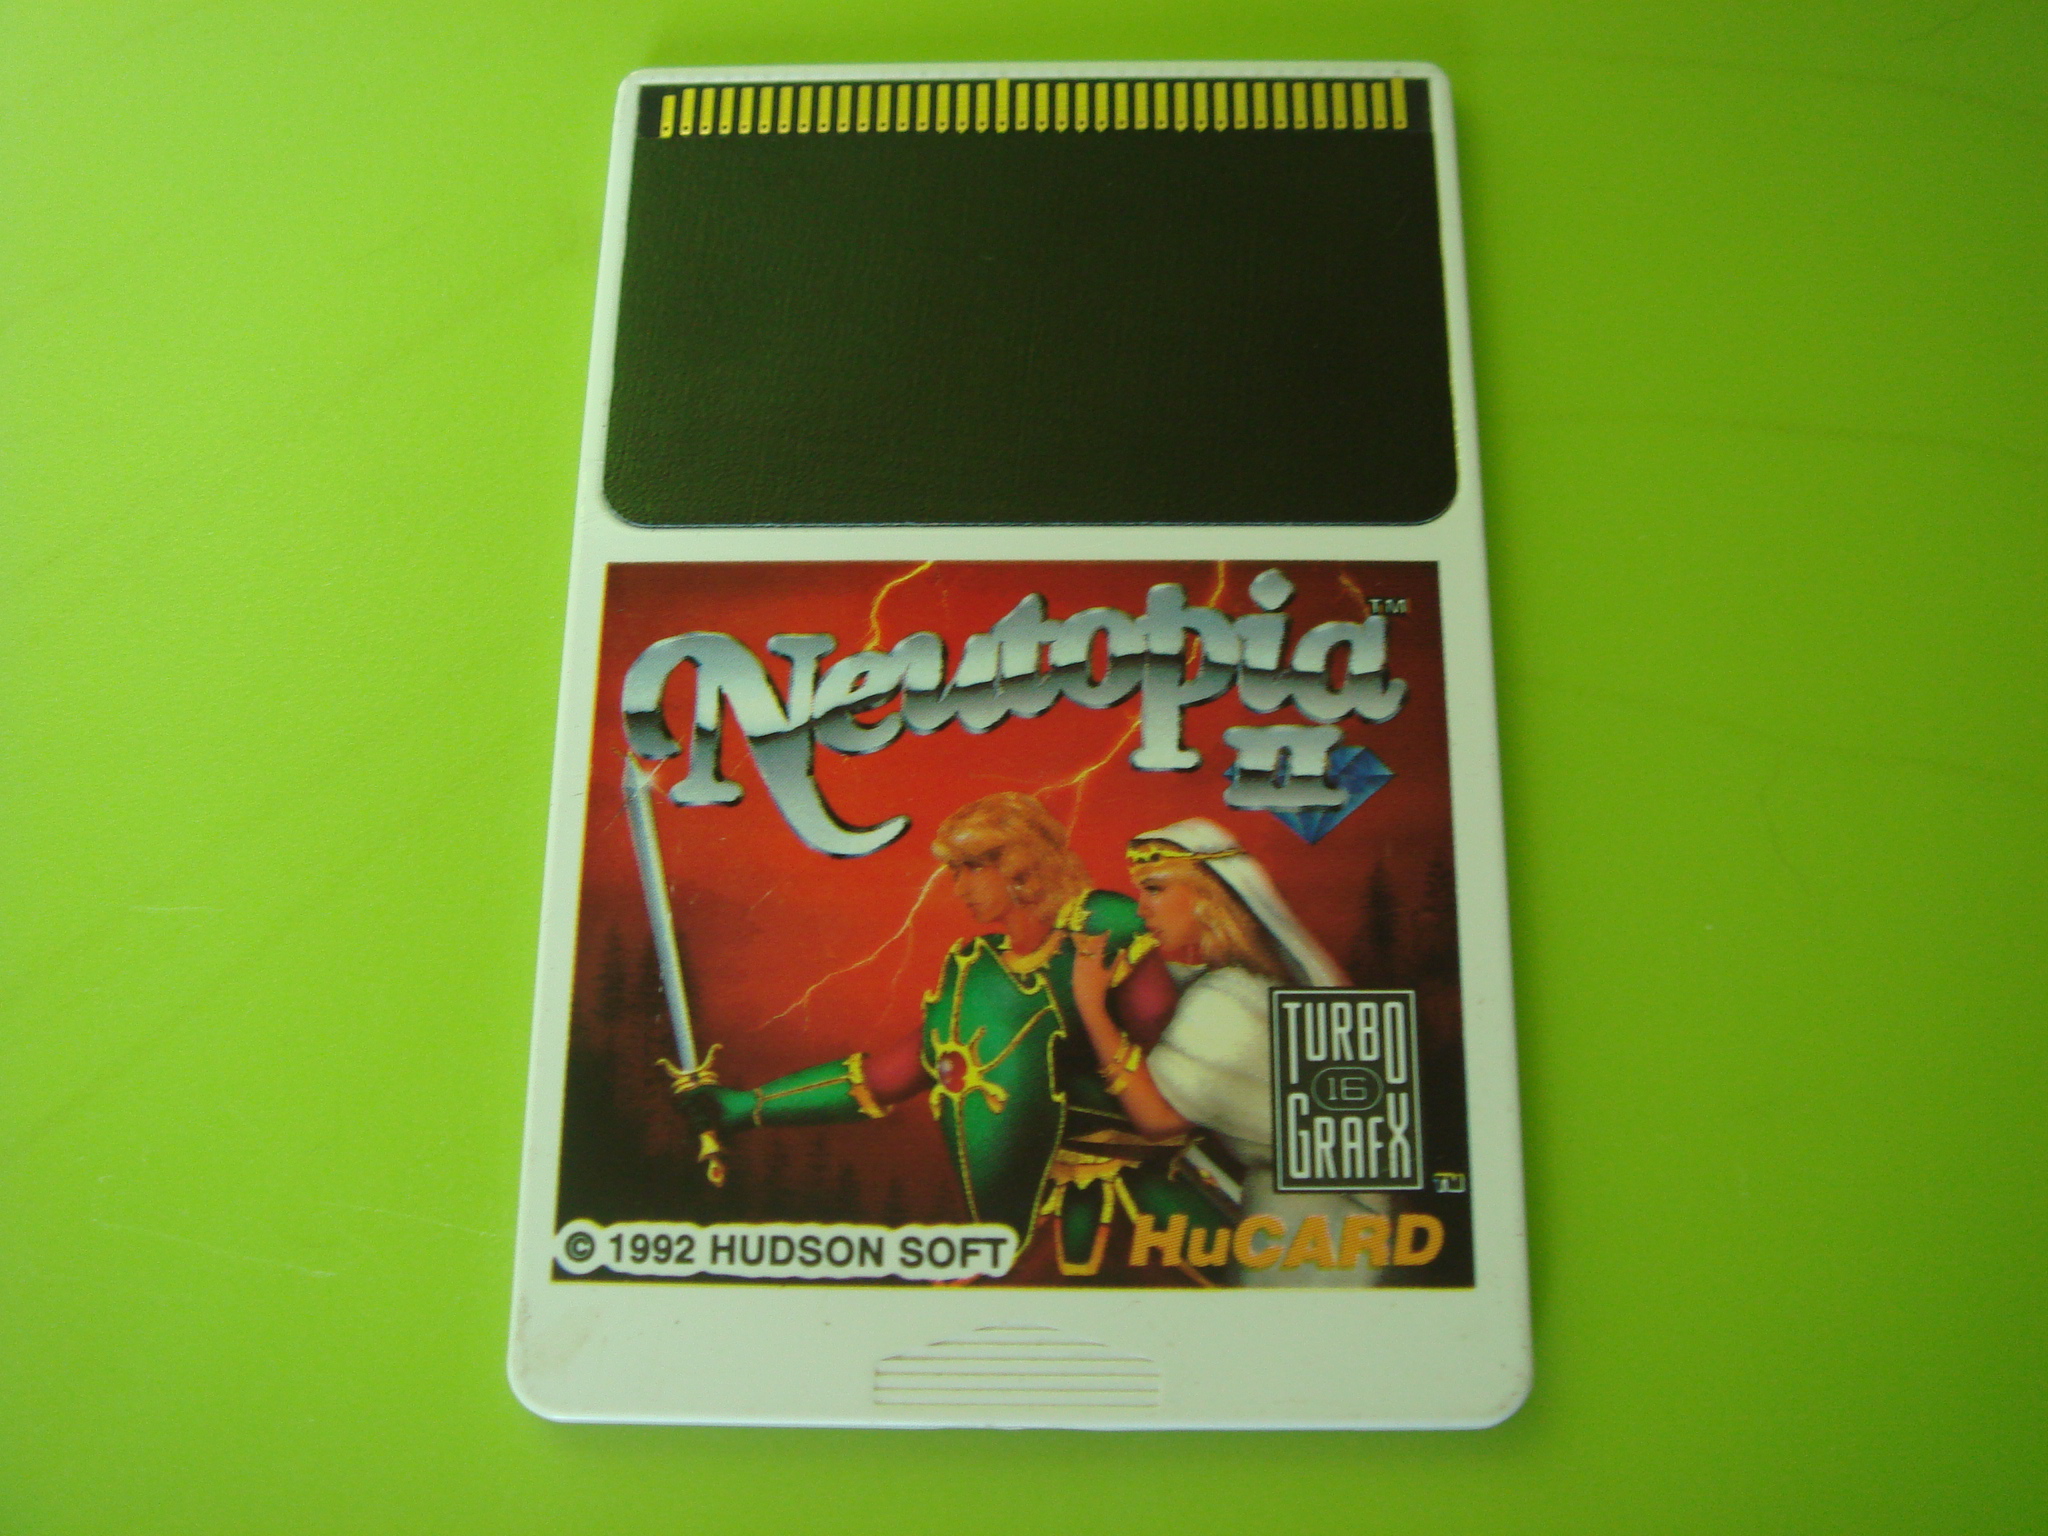 Neutopia™
II
TURBO
16
GRAFX
™
© 1992 HUDSON SOFT
HuCARD